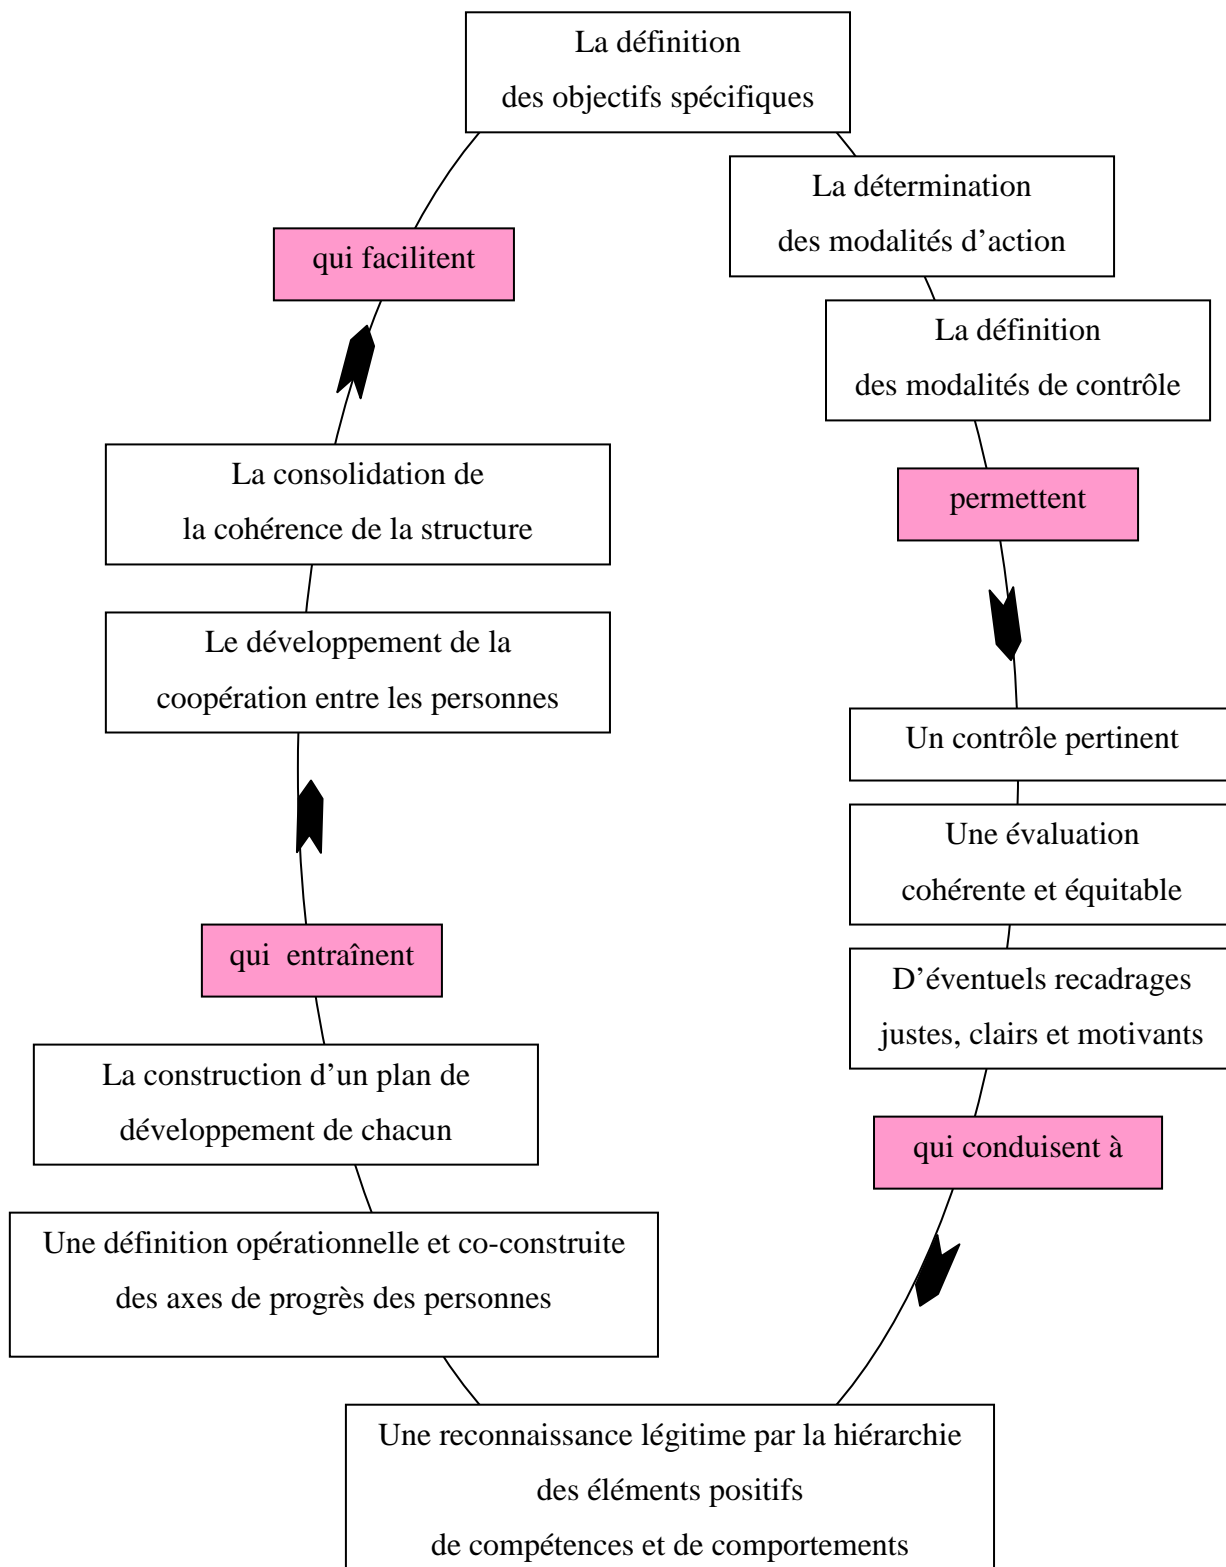 La définition
des objectifs spécifiques
La détermination
des modalités d’action
La définition
des modalités de contrôle
permettent
Un contrôle pertinent
Une évaluation
cohérente et équitable
D’éventuels recadrages
justes, clairs et motivants
qui conduisent à
Une reconnaissance légitime par la hiérarchie
des éléments positifs
de compétences et de comportements
Une définition opérationnelle et co-construite
des axes de progrès des personnes
La construction d’un plan de
développement de chacun
qui  entraînent
Le développement de la
coopération entre les personnes
La consolidation de
la cohérence de la structure
qui facilitent